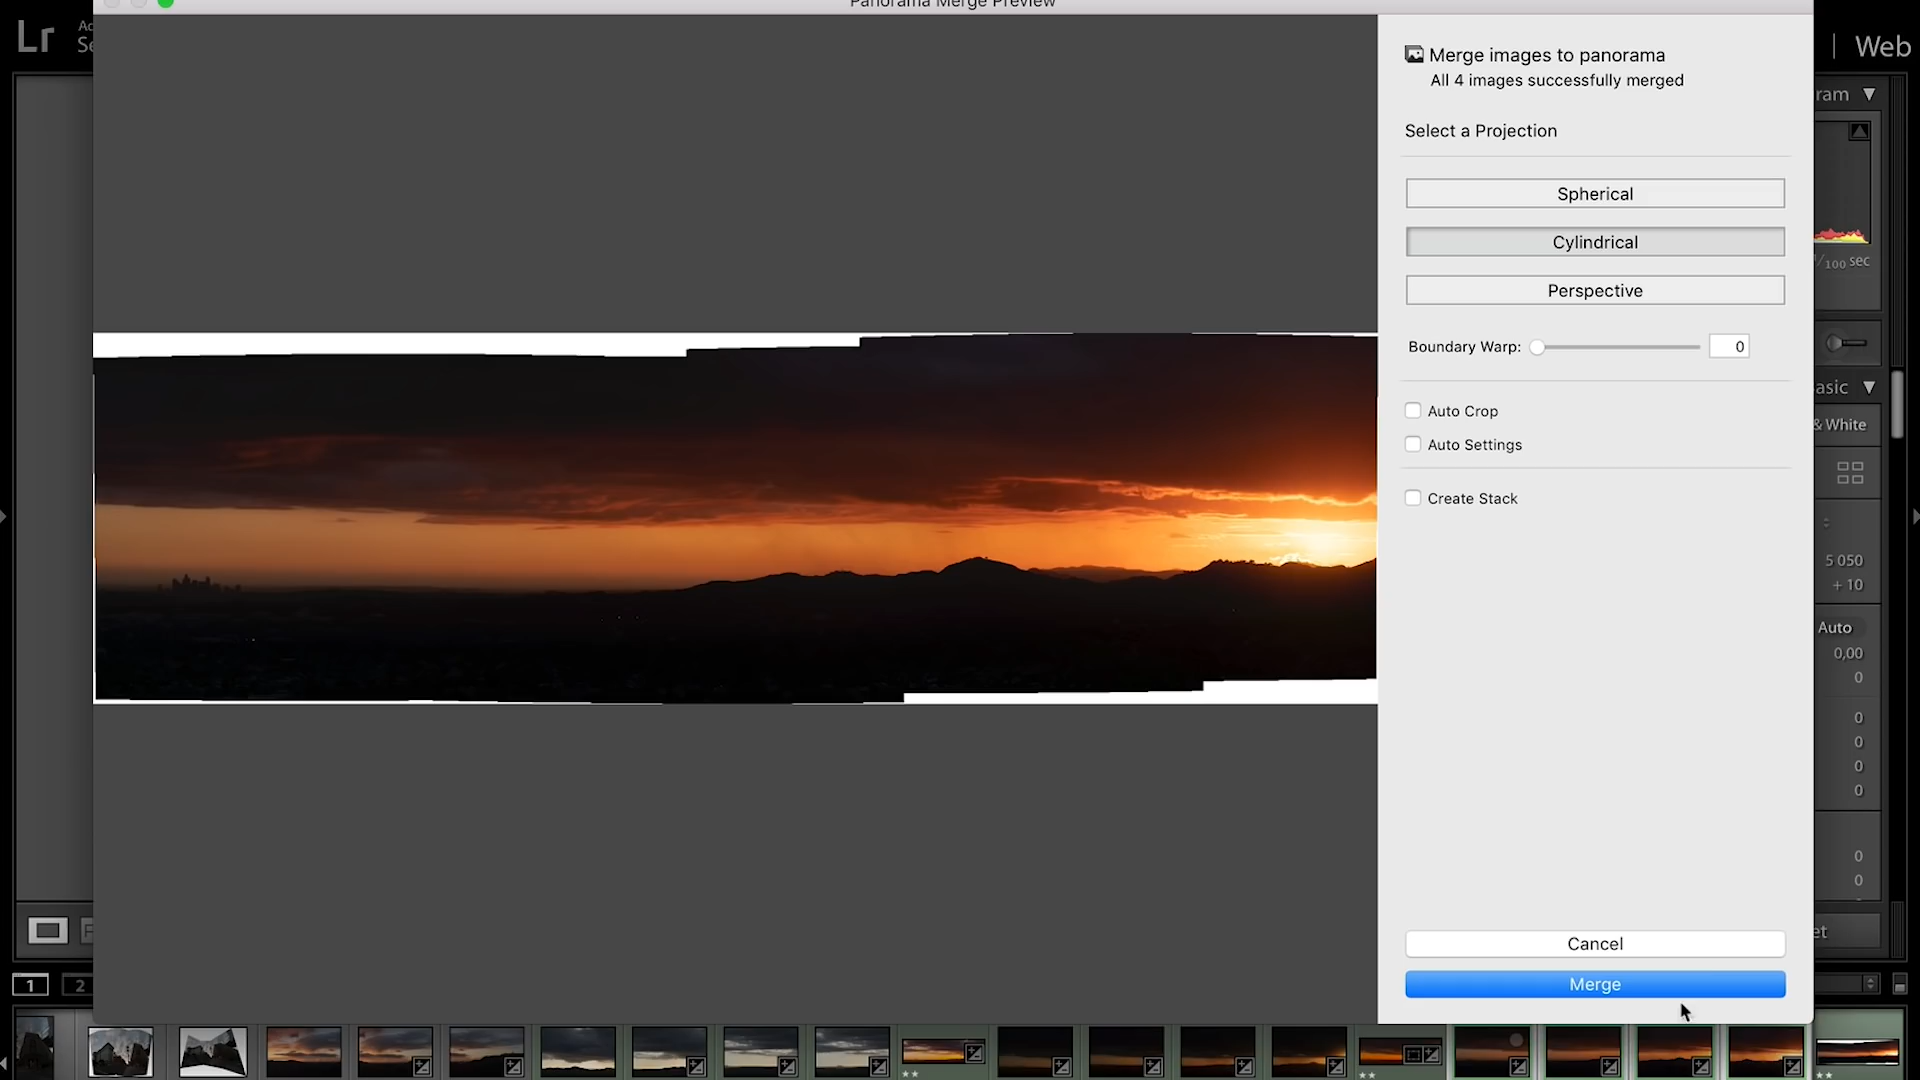 Panorama Merge Preview
Lr
Web
Merge images to panorama
All 4 images successfully merged
Select a Projection
Spherical
Cylindrical
Perspective
Boundary Warp: 0
Auto Crop
Auto Settings
Create Stack
Cancel
Merge
1/100 sec
& White
5 050
+ 10
Auto
0,00
0
0
0
0
0
0
0
1
2